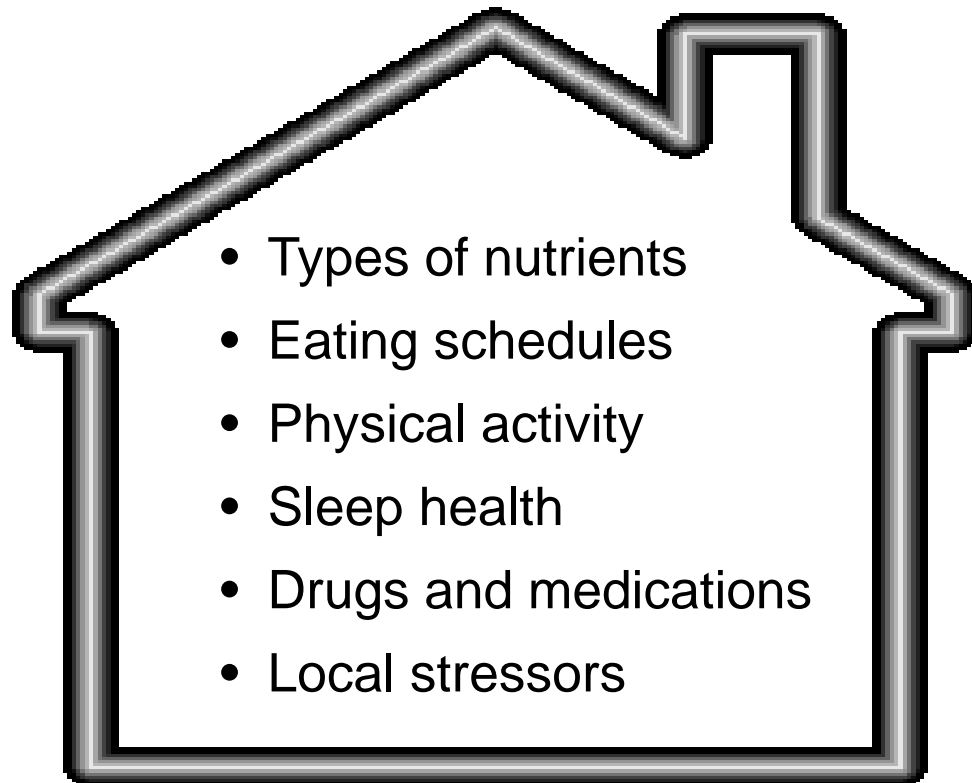 • Types of nutrients
• Eating schedules
• Physical activity
• Sleep health
• Drugs and medications
• Local stressors